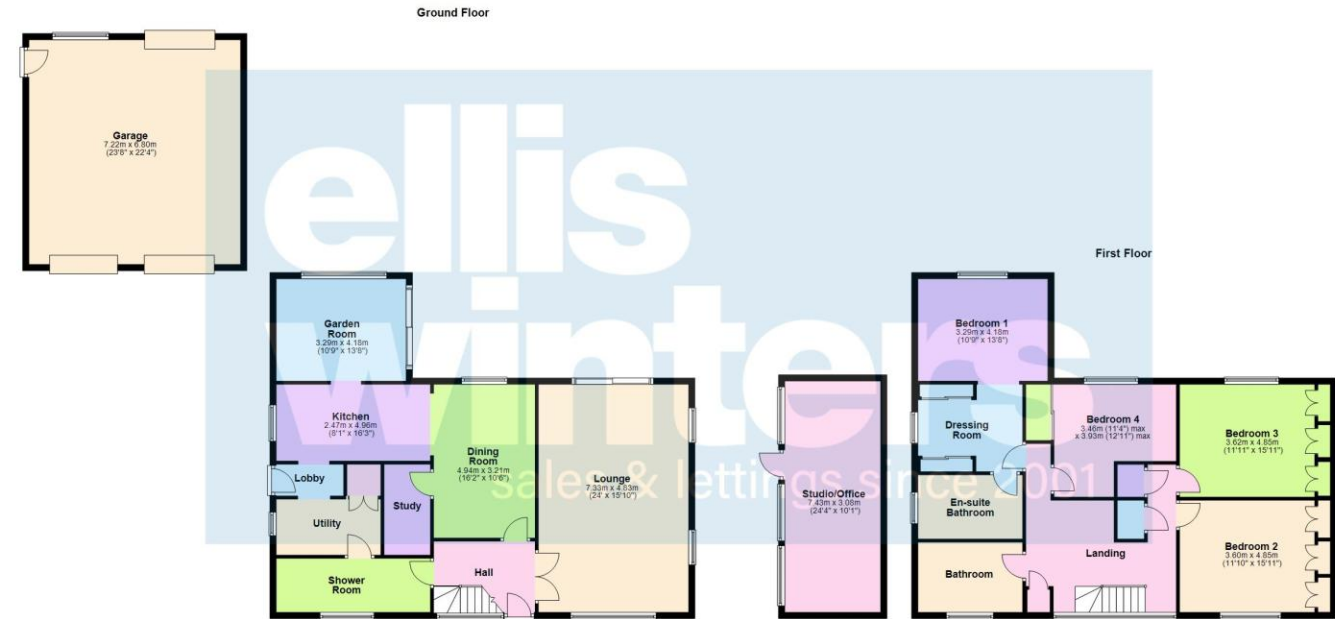 Ground Floor
Garage
7.22m x 6.80m
(23'8" x 22'4")
ellis
winters
sales & lettings since 2001
Garden
Room
3.29m x 4.18m
(10'9" x 13'8")
Kitchen
2.47m x 4.96m
(8'1" x 16'3")
Dining
Room
4.94m x 3.21m
(16'2" x 10'6")
Lobby
Utility
Study
Lounge
7.33m x 4.83m
(24' x 15'10")
Shower
Room
Hall
Studio/Office
7.43m x 3.08m
(24'4" x 10'1")
First Floor
Bedroom 1
3.29m x 4.18m
(10'9" x 13'8")
Dressing
Room
Bedroom 4
3.46m (11'4") max
x 3.93m (12'11") max
Bedroom 3
3.62m x 4.85m
(11'11" x 15'11")
En-suite
Bathroom
Landing
Bedroom 2
3.60m x 4.85m
(11'10" x 15'11")
Bathroom